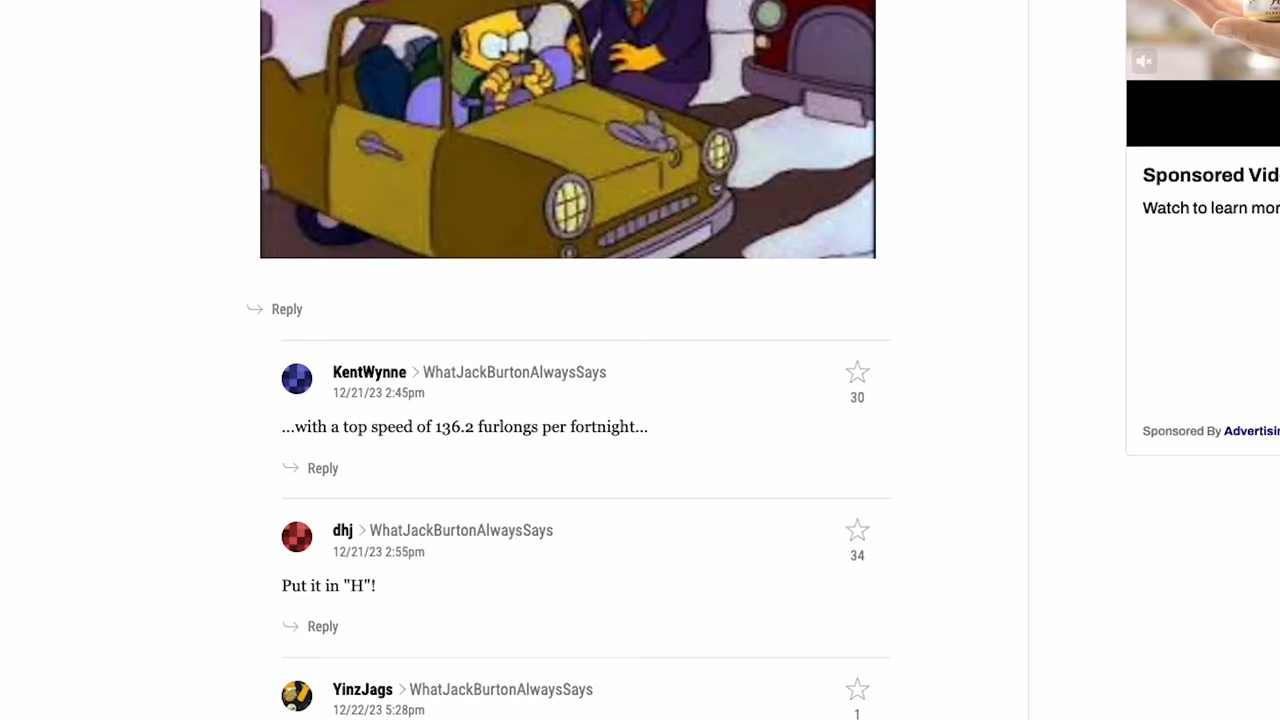 Reply
KentWynne > WhatJackBurtonAlwaysSays
12/21/23 2:45pm
30
...with a top speed of 136.2 furlongs per fortnight...
Reply
dhj > WhatJackBurtonAlwaysSays
12/21/23 2:55pm
34
Put it in "H"!
Reply
YinzJags > WhatJackBurtonAlwaysSays
12/22/23 5:28pm
1
Sponsored Vid
Watch to learn mor
Sponsored By Advertisin